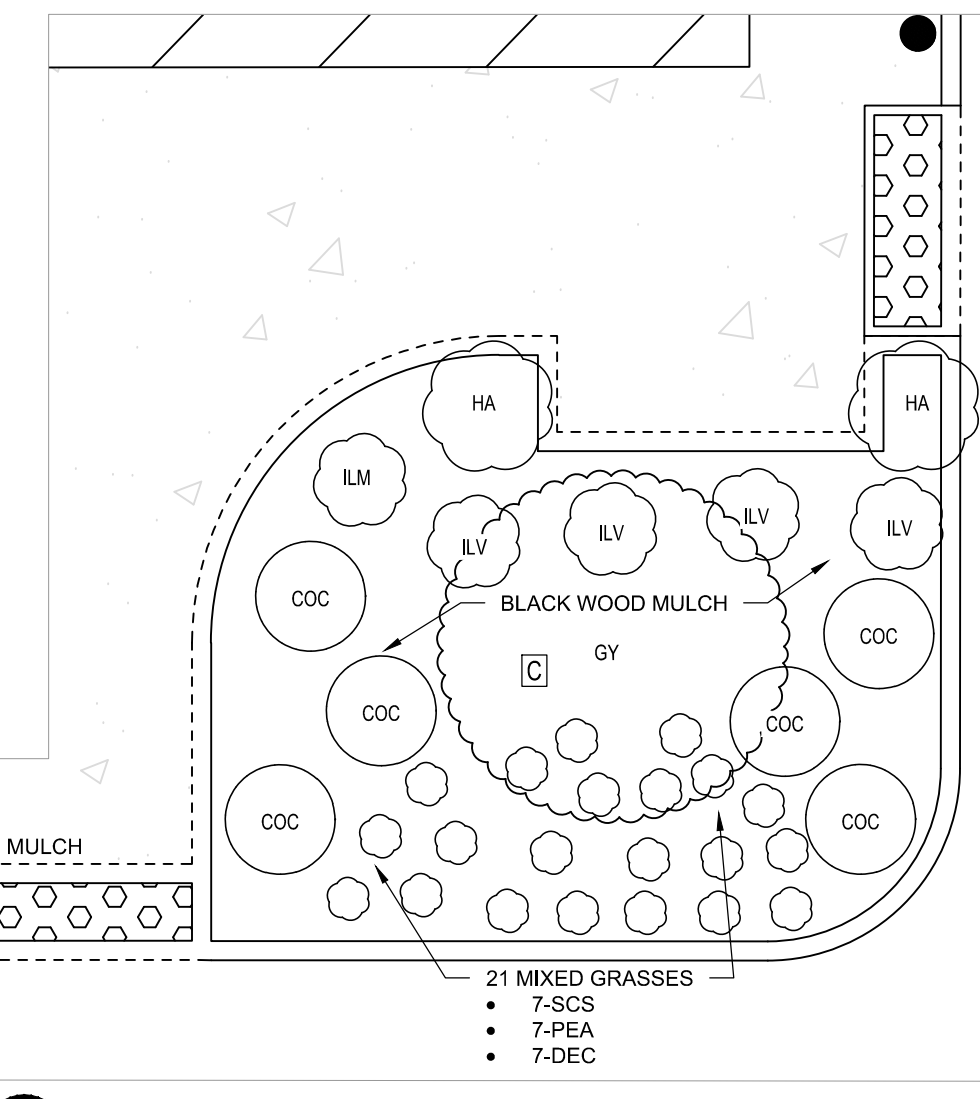 HA
HA
ILM
ILV
ILV
ILV
ILV
COC
BLACK WOOD MULCH
COC
GY
C
COC
COC
COC
COC
MULCH
21 MIXED GRASSES
• 7-SCS
• 7-PEA
• 7-DEC